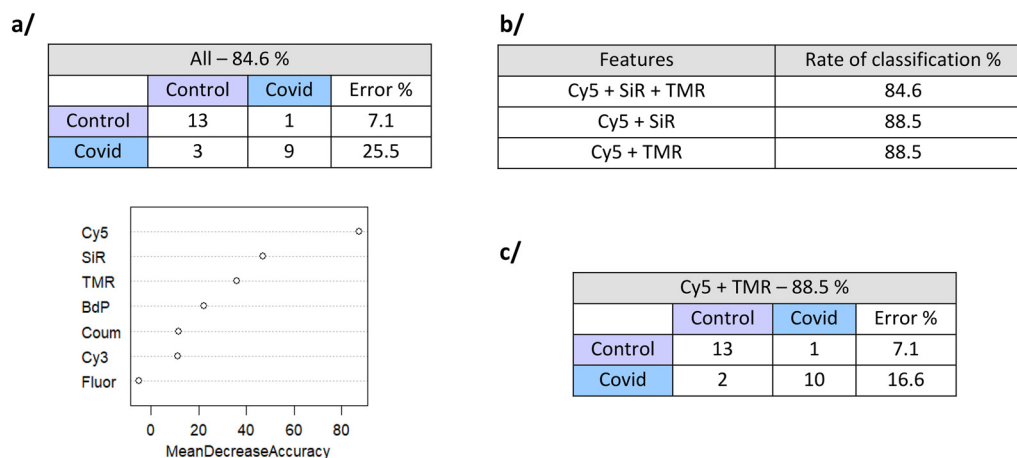 a/
All – 84.6 %
Control Covid Error %
Control 13 1 7.1
Covid 3 9 25.5
Cy5
SiR
TMR
BdP
Coum
Cy3
Fluor
0 20 40 60 80
MeanDecreaseAccuracy
b/
Features Rate of classification %
Cy5 + SiR + TMR 84.6
Cy5 + SiR 88.5
Cy5 + TMR 88.5
c/
Cy5 + TMR – 88.5 %
Control Covid Error %
Control 13 1 7.1
Covid 2 10 16.6